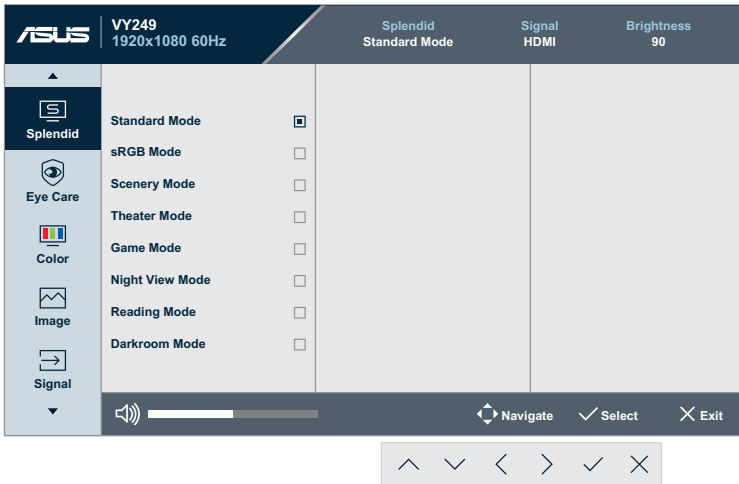 ASUS
VY249
1920x1080 60Hz
Splendid
Standard Mode
Signal
HDMI
Brightness
90
Splendid
Eye Care
Color
Image
Signal
Standard Mode
sRGB Mode
Scenery Mode
Theater Mode
Game Mode
Night View Mode
Reading Mode
Darkroom Mode
Navigate
Select
Exit